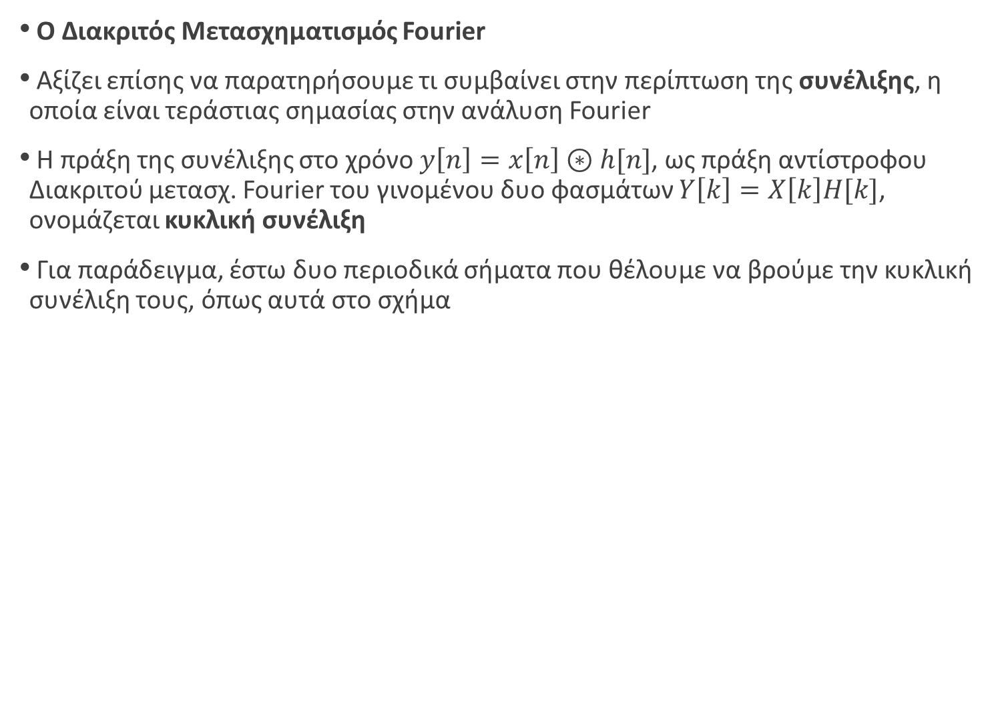 • Ο Διακριτός Μετασχηματισμός Fourier
• Αξίζει επίσης να παρατηρήσουμε τι συμβαίνει στην περίπτωση της συνέλιξης, η
οποία είναι τεράστιας σημασίας στην ανάλυση Fourier
• Η πράξη της συνέλιξης στο χρόνο y[n] = x[n] ⊛ h[n], ως πράξη αντίστροφου
Διακριτού μετασχ. Fourier του γινομένου δυο φασμάτων Y[k] = X[k]H[k],
ονομάζεται κυκλική συνέλιξη
• Για παράδειγμα, έστω δυο περιοδικά σήματα που θέλουμε να βρούμε την κυκλική
συνέλιξη τους, όπως αυτά στο σχήμα